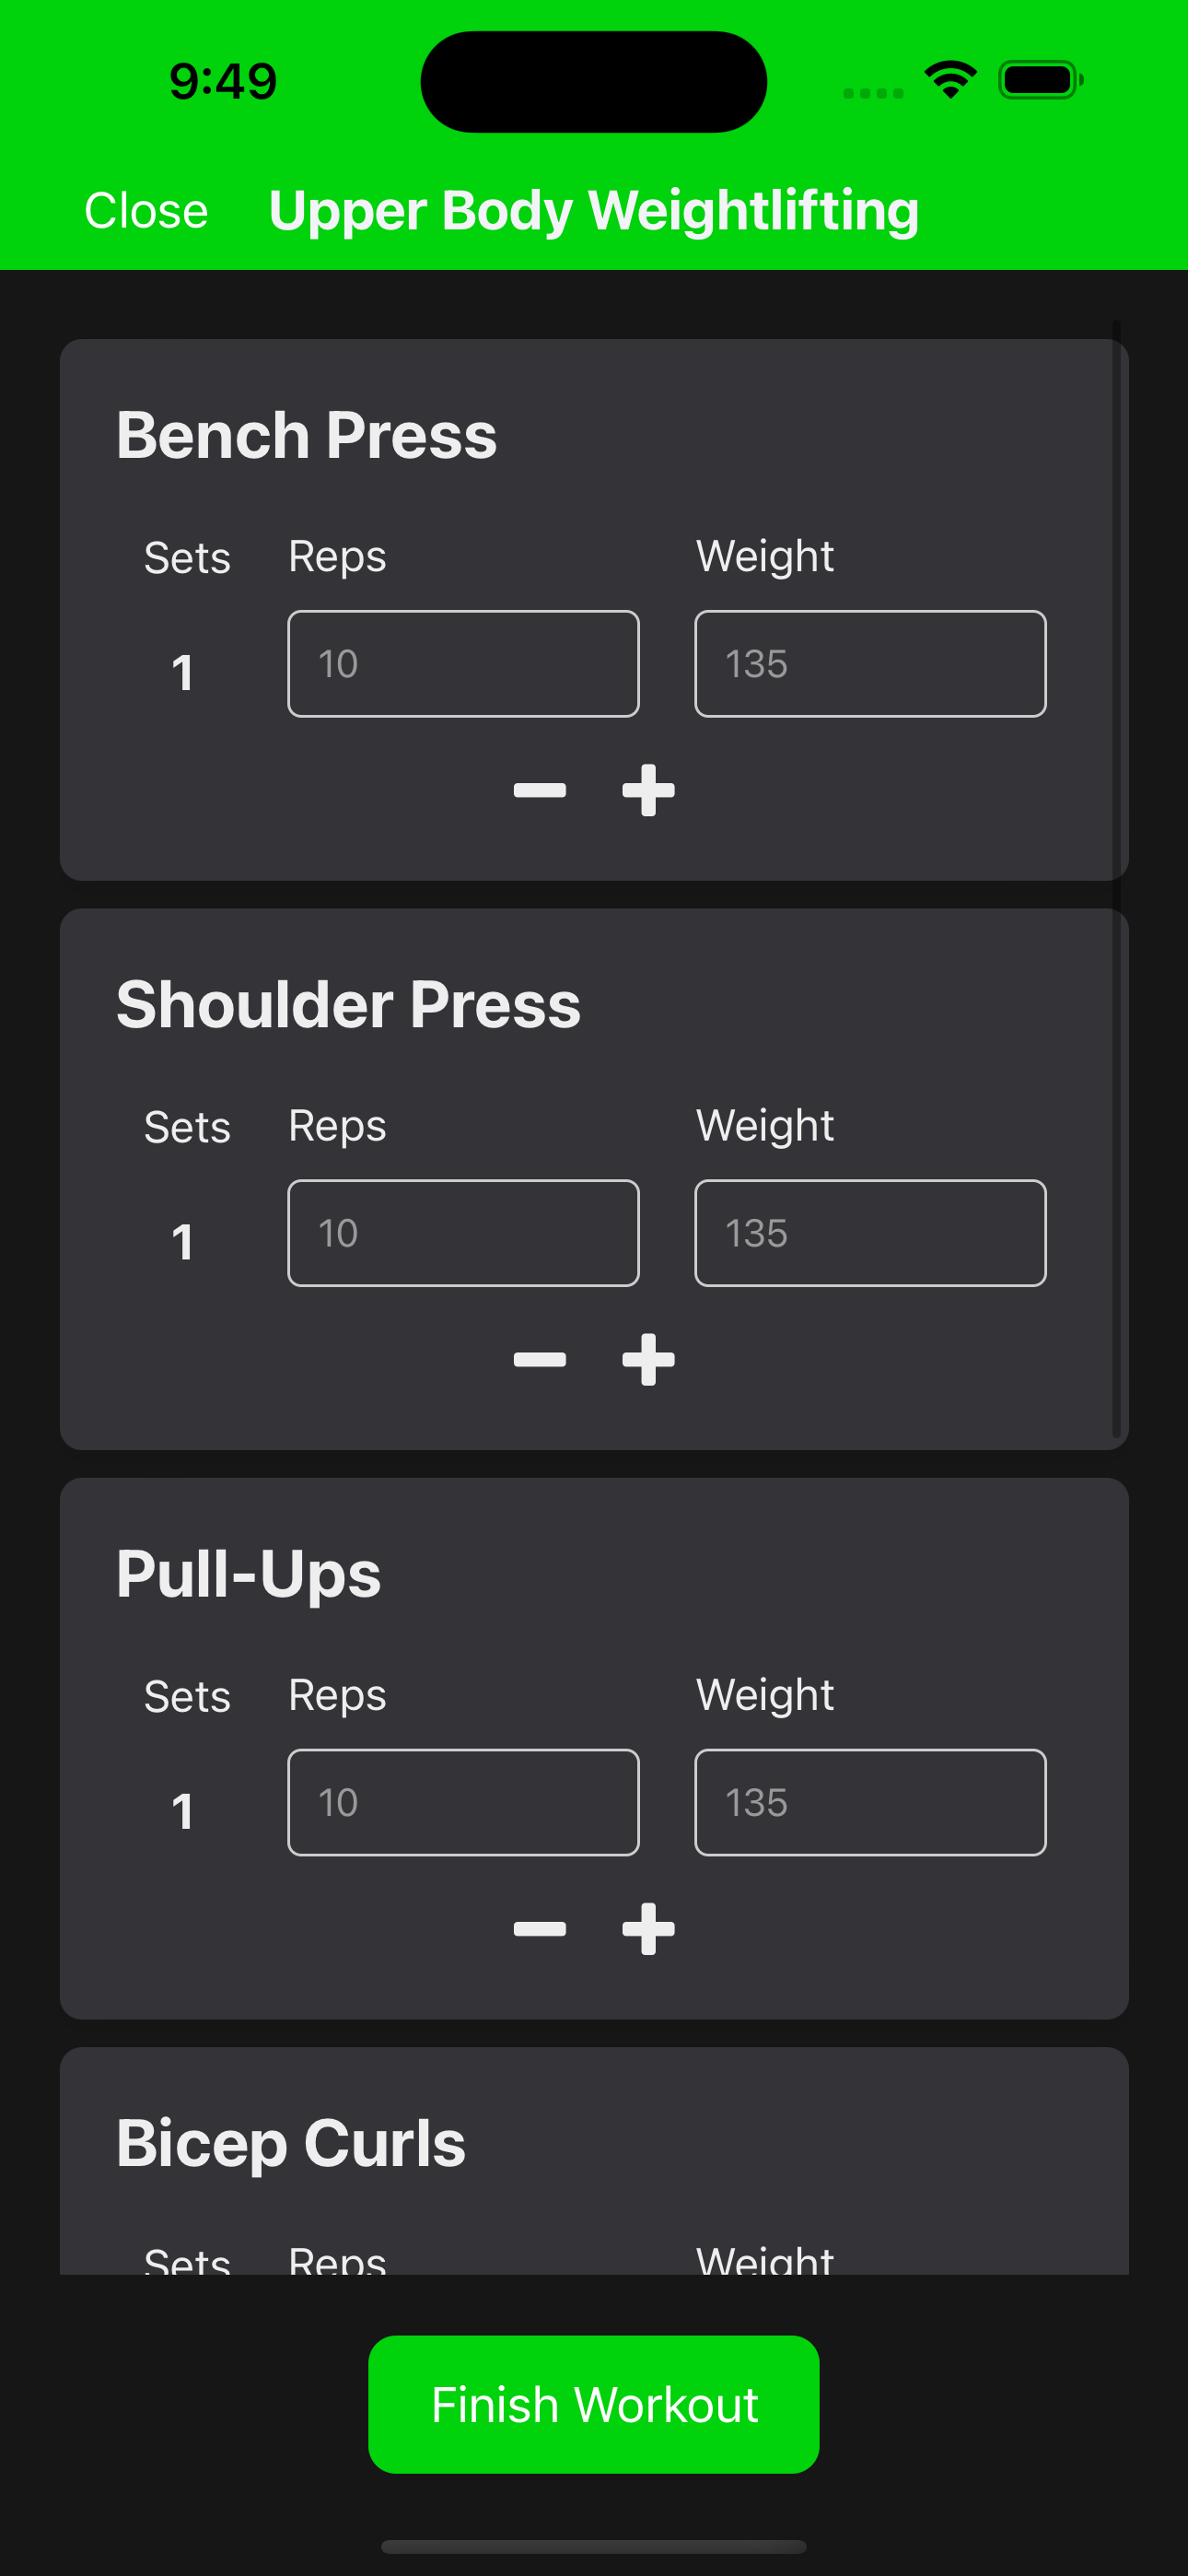 9:49
Close Upper Body Weightlifting
Bench Press
Sets Reps Weight
1 10 135
Shoulder Press
Sets Reps Weight
1 10 135
Pull-Ups
Sets Reps Weight
1 10 135
Bicep Curls
Sets Reps Weight
Finish Workout